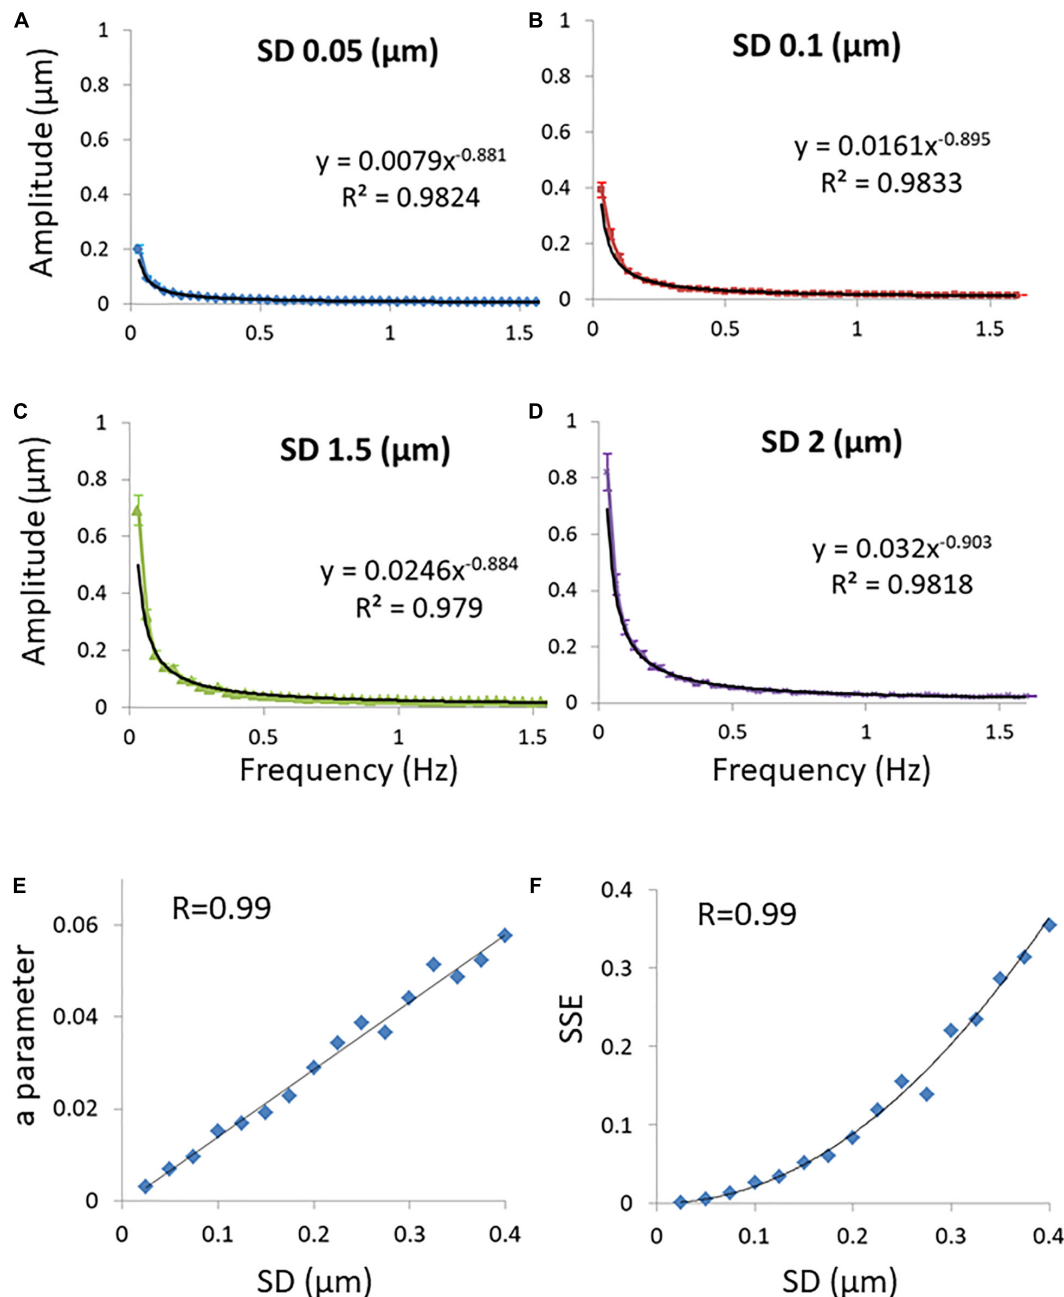 A
SD 0.05 (µm)
Amplitude (µm)
1
0.8
0.6
0.4
0.2
0
y = 0.0079x^-0.881
R² = 0.9824
0 0.5 1 1.5
B
SD 0.1 (µm)
1
0.8
0.6
0.4
0.2
0
y = 0.0161x^-0.895
R² = 0.9833
0 0.5 1 1.5
C
SD 1.5 (µm)
Amplitude (µm)
1
0.8
0.6
0.4
0.2
0
y = 0.0246x^-0.884
R² = 0.979
0 0.5 1 1.5
Frequency (Hz)
D
SD 2 (µm)
1
0.8
0.6
0.4
0.2
0
y = 0.032x^-0.903
R² = 0.9818
0 0.5 1 1.5
Frequency (Hz)
E
R=0.99
a parameter
0.06
0.04
0.02
0
0 0.1 0.2 0.3 0.4
SD (µm)
F
R=0.99
SSE
0.4
0.3
0.2
0.1
0
0 0.1 0.2 0.3 0.4
SD (µm)